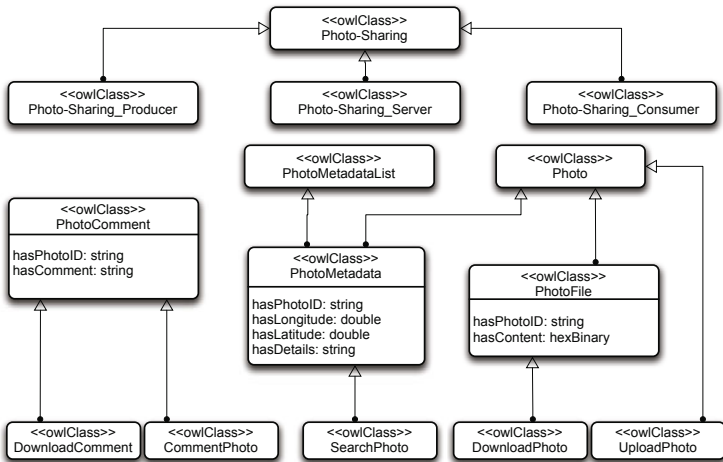 <<owlClass>>
Photo-Sharing
<<owlClass>>
Photo-Sharing_Producer
<<owlClass>>
Photo-Sharing_Server
<<owlClass>>
Photo-Sharing_Consumer
<<owlClass>>
PhotoMetadataList
<<owlClass>>
Photo
<<owlClass>>
PhotoComment
hasPhotoID: string
hasComment: string
<<owlClass>>
PhotoMetadata
hasPhotoID: string
hasLongitude: double
hasLatitude: double
hasDetails: string
<<owlClass>>
PhotoFile
hasPhotoID: string
hasContent: hexBinary
<<owlClass>>
DownloadComment
<<owlClass>>
CommentPhoto
<<owlClass>>
SearchPhoto
<<owlClass>>
DownloadPhoto
<<owlClass>>
UploadPhoto